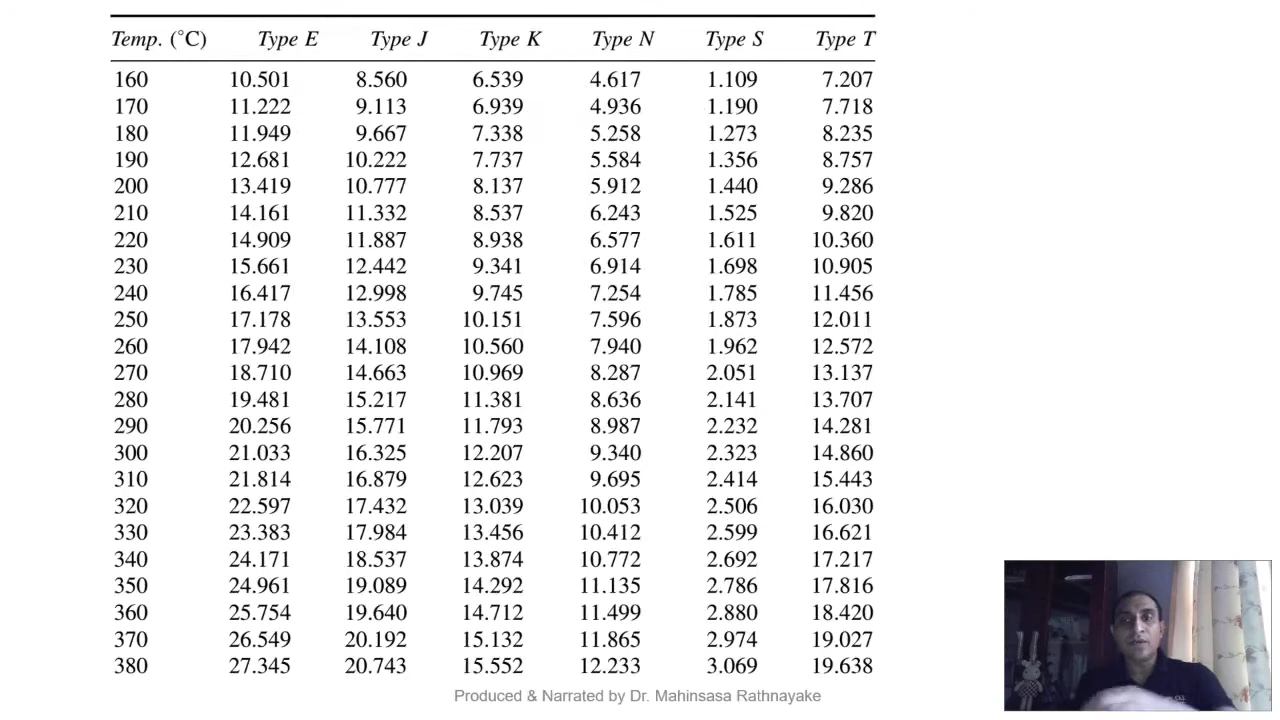 Temp. (°C) Type E Type J Type K Type N Type S Type T
160 10.501 8.560 6.539 4.617 1.109 7.207
170 11.222 9.113 6.939 4.936 1.190 7.718
180 11.949 9.667 7.338 5.258 1.273 8.235
190 12.681 10.222 7.737 5.584 1.356 8.757
200 13.419 10.777 8.137 5.912 1.440 9.286
210 14.161 11.332 8.537 6.243 1.525 9.820
220 14.909 11.887 8.938 6.577 1.611 10.360
230 15.661 12.442 9.341 6.914 1.698 10.905
240 16.417 12.998 9.745 7.254 1.785 11.456
250 17.178 13.553 10.151 7.596 1.873 12.011
260 17.942 14.108 10.560 7.940 1.962 12.572
270 18.710 14.663 10.969 8.287 2.051 13.137
280 19.481 15.217 11.381 8.636 2.141 13.707
290 20.256 15.771 11.793 8.987 2.232 14.281
300 21.033 16.325 12.207 9.340 2.323 14.860
310 21.814 16.879 12.623 9.695 2.414 15.443
320 22.597 17.432 13.039 10.053 2.506 16.030
330 23.383 17.984 13.456 10.412 2.599 16.621
340 24.171 18.537 13.874 10.772 2.692 17.217
350 24.961 19.089 14.292 11.135 2.786 17.816
360 25.754 19.640 14.712 11.499 2.880 18.420
370 26.549 20.192 15.132 11.865 2.974 19.027
380 27.345 20.743 15.552 12.233 3.069 19.638
Produced & Narrated by Dr. Mahinsasa Rathnayake